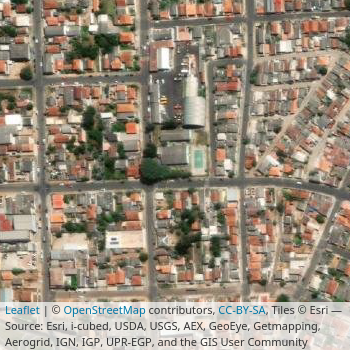 Leaflet | © OpenStreetMap contributors, CC-BY-SA, Tiles © Esri —
Source: Esri, i-cubed, USDA, USGS, AEX, GeoEye, Getmapping,
Aerogrid, IGN, IGP, UPR-EGP, and the GIS User Community